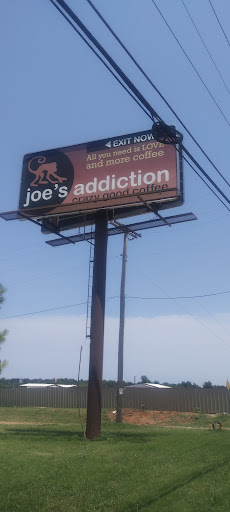 EXIT NOW
All you need is LOVE
and more coffee
joe's addiction
crazy good coffee